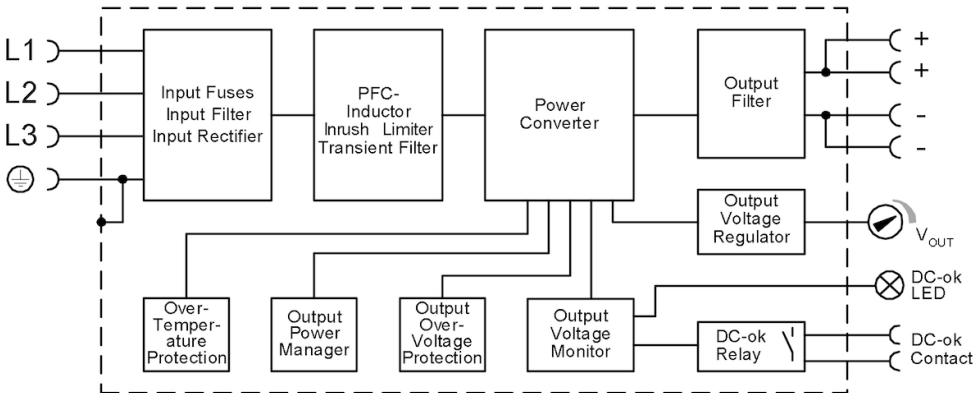 L1
L2
L3
Input Fuses
Input Filter
Input Rectifier
PFC-
Inductor
Inrush Limiter
Transient Filter
Power
Converter
Output
Filter
+
+
-
-
Output
Voltage
Regulator
VOUT
Over-
Temper-
ature
Protection
Output
Power
Manager
Output
Over-
Voltage
Protection
Output
Voltage
Monitor
DC-ok
Relay
DC-ok
LED
DC-ok
Contact